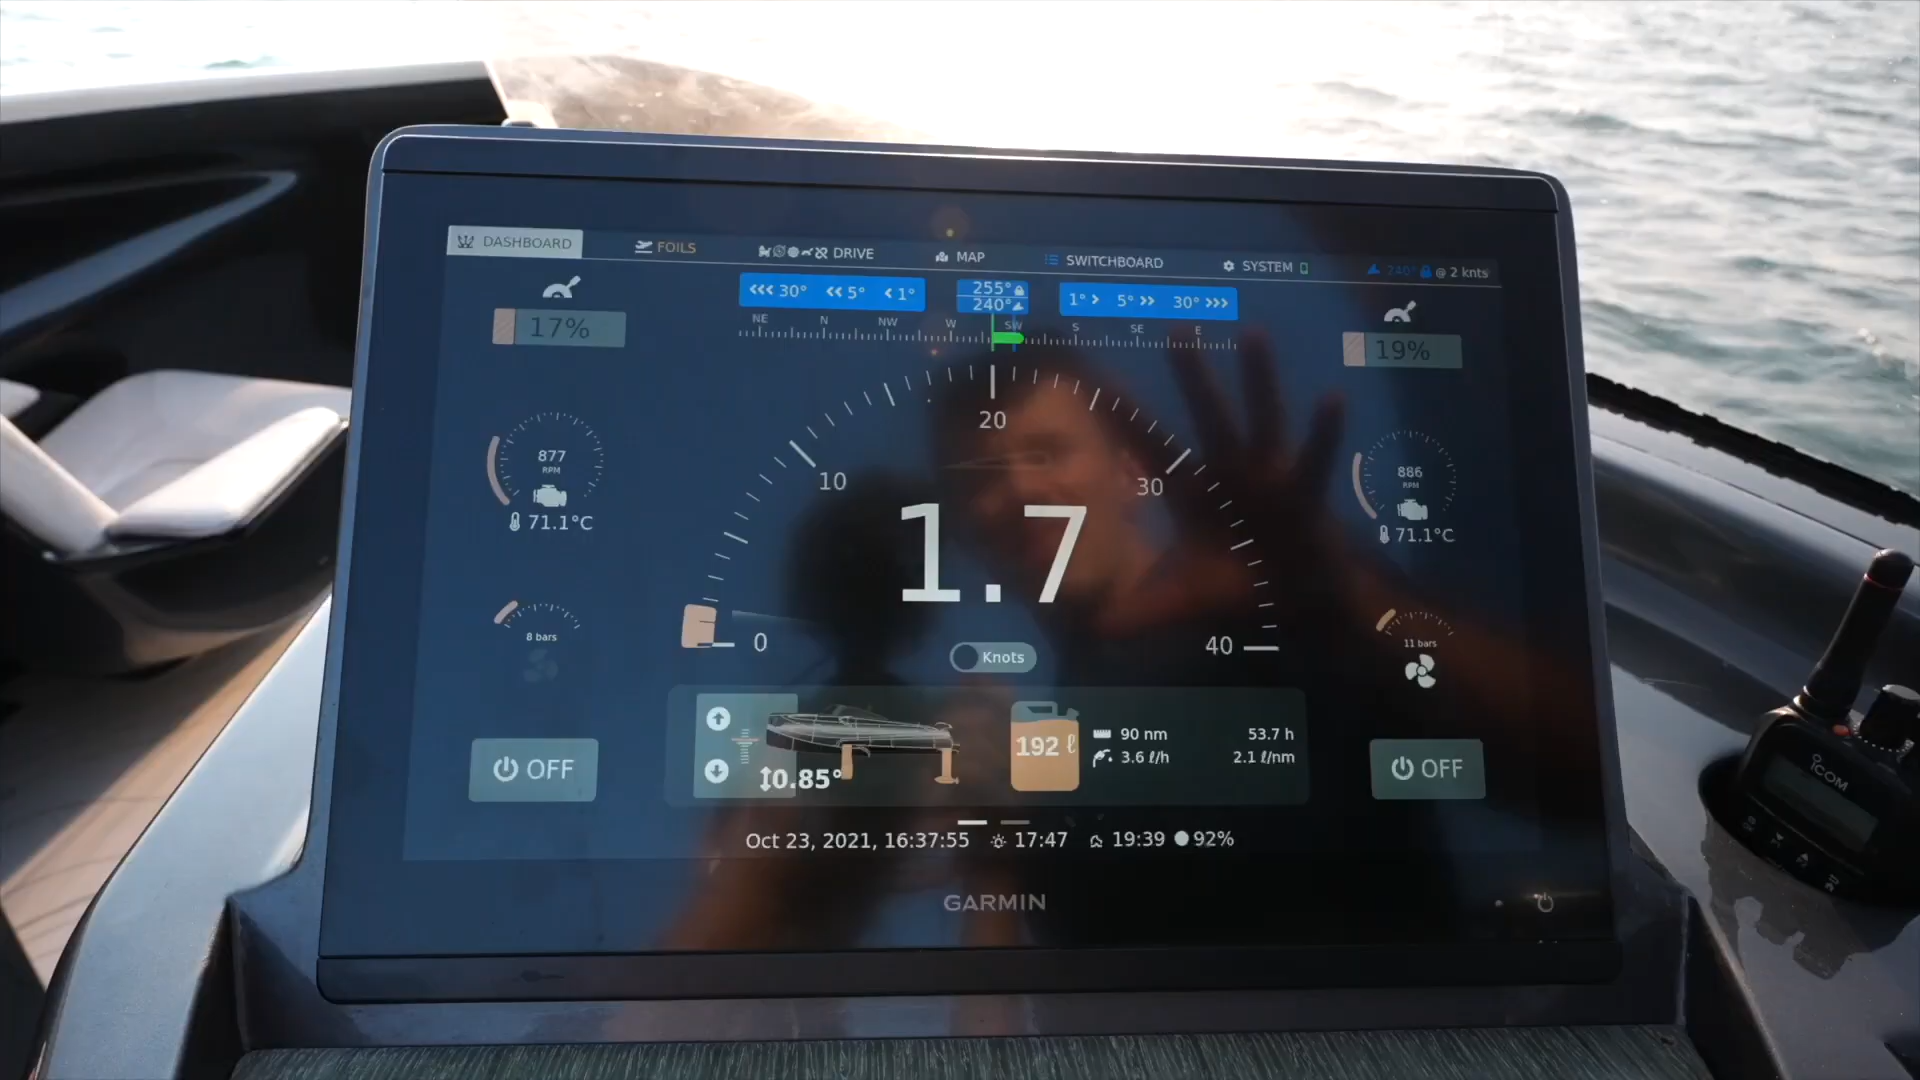 DASHBOARD
FOILS
DRIVE
MAP
SWITCHBOARD
SYSTEM
240° @ 2 knts
<<< 30° << 5° < 1°
255°
240°
1° > 5° >> 30° >>>
NE N NW W SW S SE E
17%
19%
20
10
30
877
RPM
71.1°C
886
RPM
71.1°C
1.7
0
40
Knots
8 bars
11 bars
OFF
0.85°
192 ℓ
90 nm 53.7 h
3.6 ℓ/h 2.1 ℓ/nm
OFF
Oct 23, 2021, 16:37:55 17:47 19:39 92%
GARMIN
ICOM